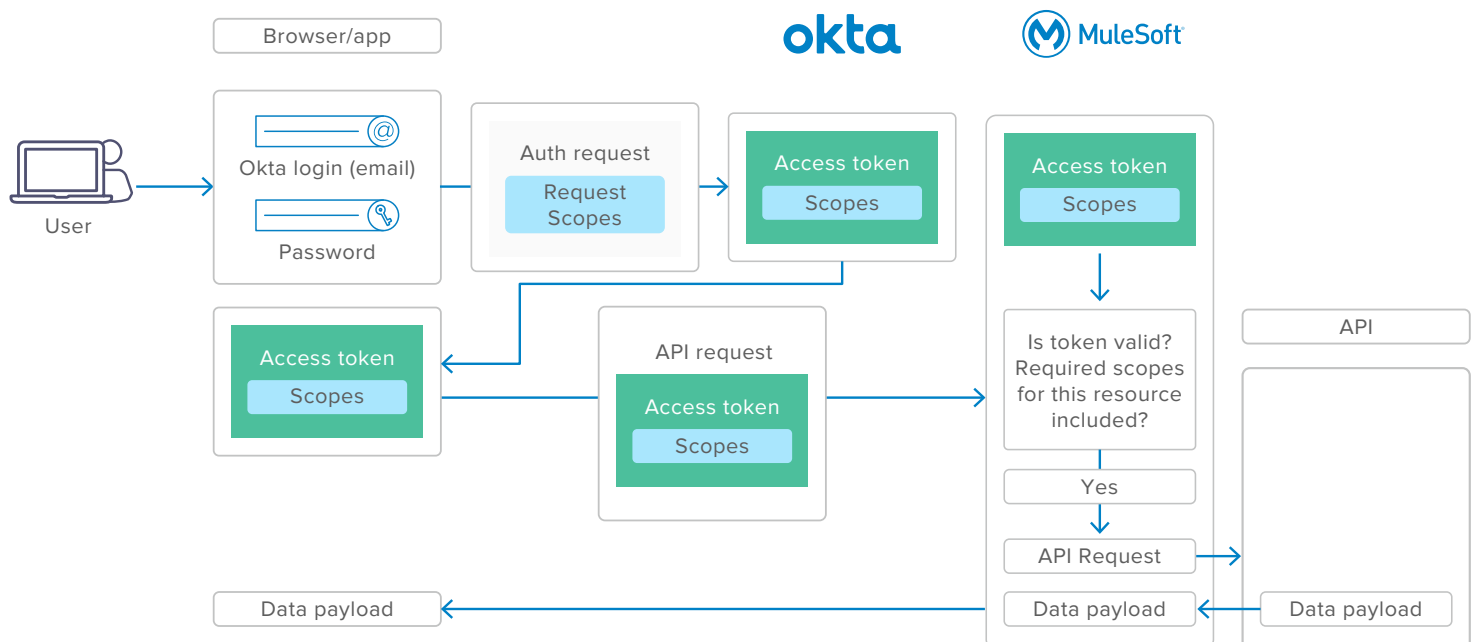 Browser/app
okta
MuleSoft
Okta login (email)
Password
User
Auth request
Request
Scopes
Access token
Scopes
Access token
Scopes
Access token
Scopes
API request
Access token
Scopes
Is token valid?
Required scopes
for this resource
included?
Yes
API Request
Data payload
API
Data payload
Data payload